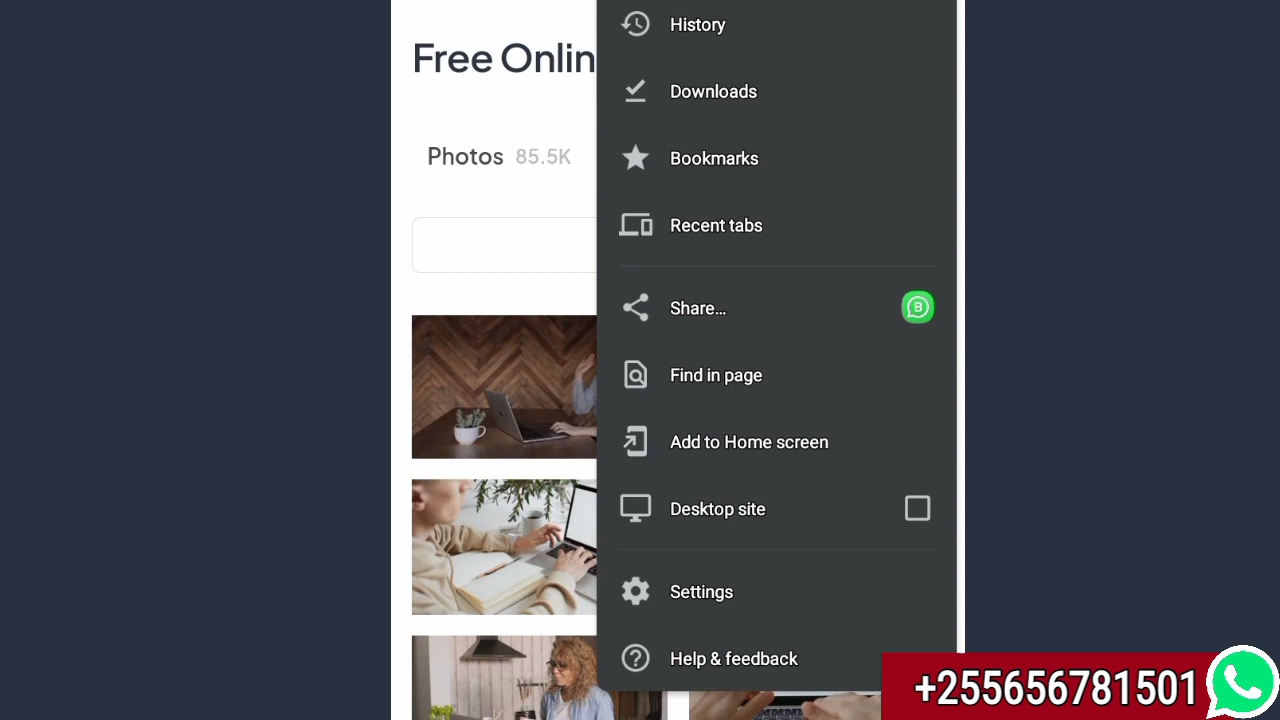 Free Onlin
Photos 85.5K
History
Downloads
Bookmarks
Recent tabs
Share...
B
Find in page
Add to Home screen
Desktop site
Settings
Help & feedback
+255656781501